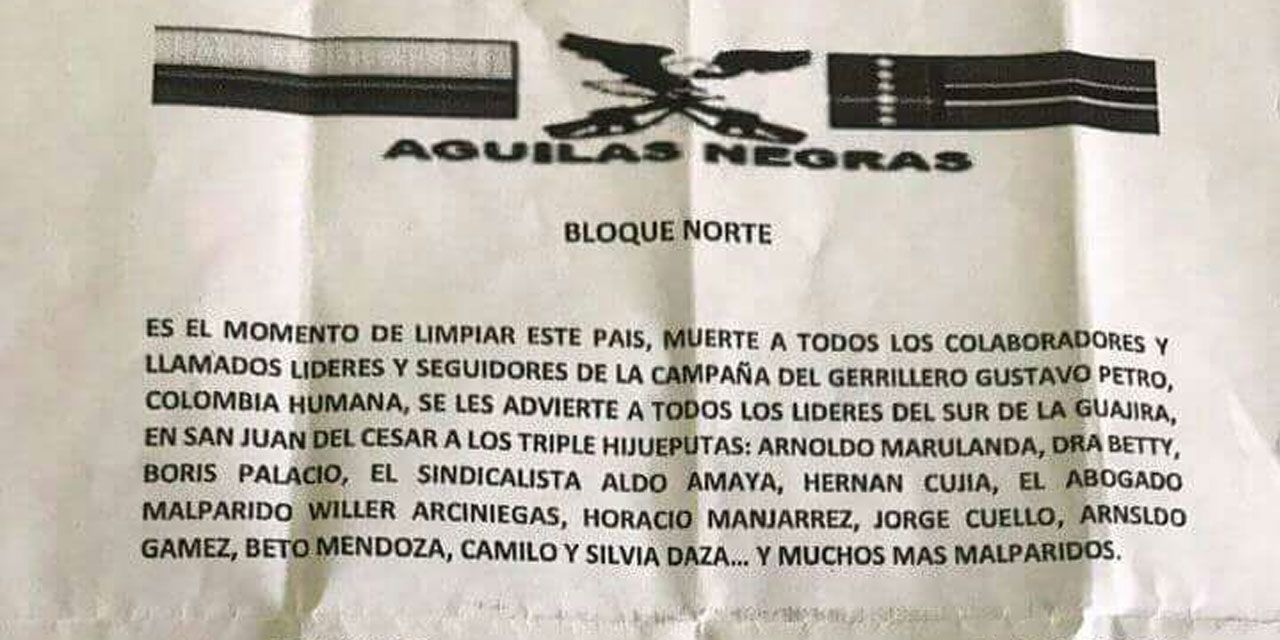 AGUILAS NEGRAS
BLOQUE NORTE
ES EL MOMENTO DE LIMPIAR ESTE PAIS, MUERTE A TODOS LOS COLABORADORES Y
LLAMADOS LIDERES Y SEGUIDORES DE LA CAMPAÑA DEL GERRILLERO GUSTAVO PETRO,
COLOMBIA HUMANA, SE LES ADVIERTE A TODOS LOS LIDERES DEL SUR DE LA GUAJIRA,
EN SAN JUAN DEL CESAR A LOS TRIPLE HIJUEPUTAS: ARNOLDO MARULANDA, DRA BETTY,
BORIS PALACIO, EL SINDICALISTA ALDO AMAYA, HERNAN CUJIA, EL ABOGADO
MALPARIDO WILLER ARCINIEGAS, HORACIO MANJARREZ, JORGE CUELLO, ARNSLDO
GAMEZ, BETO MENDOZA, CAMILO Y SILVIA DAZA... Y MUCHOS MAS MALPARIDOS.